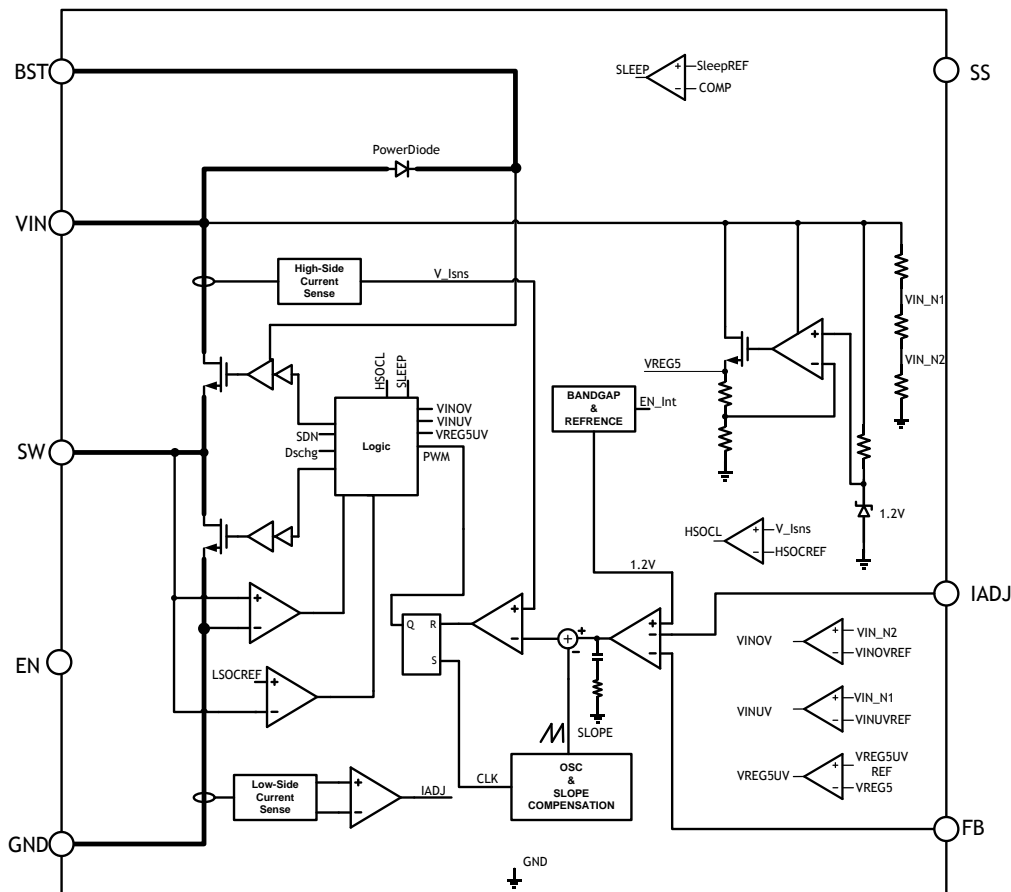 BST
SLEEP
+
SleepREF
−
COMP
SS
PowerDiode
VIN
High-Side
Current
Sense
V_Isns
VIN_N1
VIN_N2
+
−
VREG5
HSOCL
SLEEP
VINOV
VINUV
VREG5UV
PWM
SDN
Dschg
Logic
BANDGAP
&
REFRENCE
EN_Int
SW
1.2V
HSOCL
+
V_Isns
−
HSOCREF
1.2V
IADJ
+
−
Q
R
S
+
−
+
−
+
−
−
VINOV
+
VIN_N2
−
VINOVREF
EN
LSOCREF
+
−
VINUV
+
VIN_N1
−
VINUVREF
SLOPE
OSC
&
SLOPE
COMPENSATION
CLK
VREG5UV
+
VREG5UV
REF
−
VREG5
Low-Side
Current
Sense
+
−
IADJ
FB
GND
GND